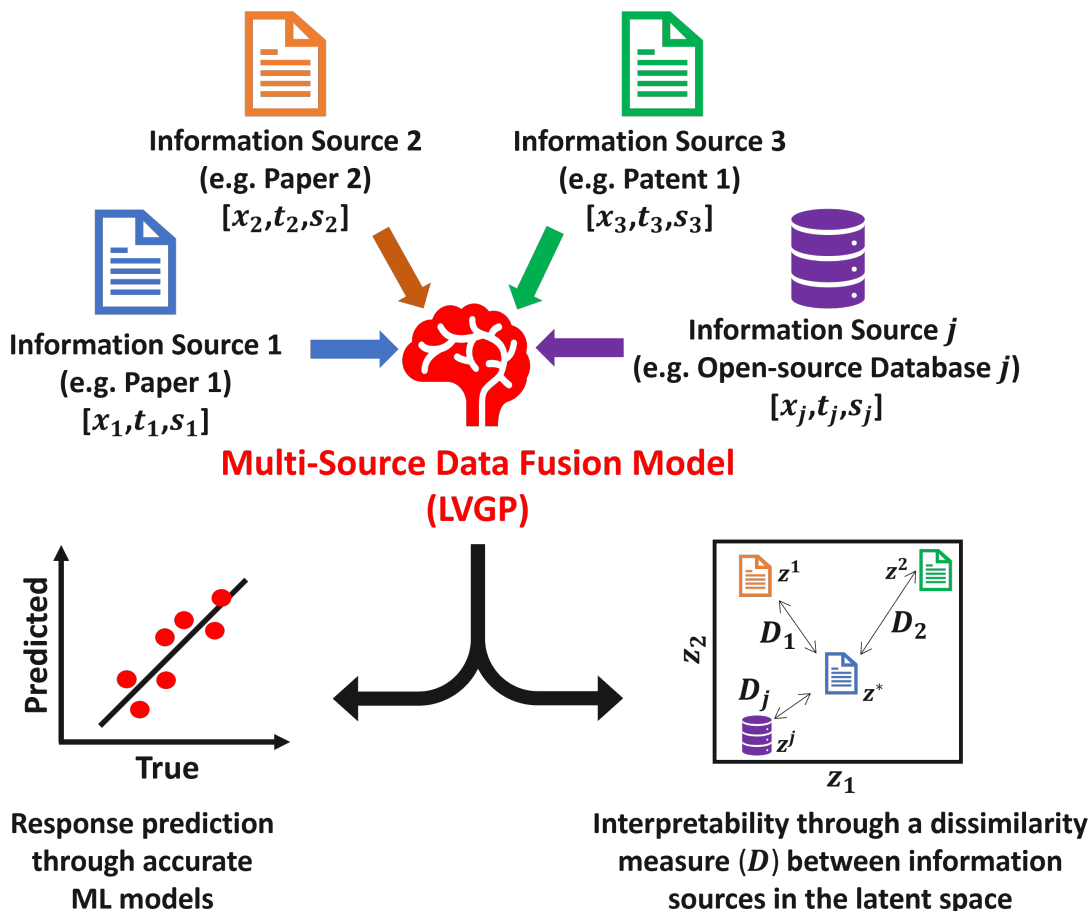 Information Source 2
(e.g. Paper 2)
[x₂,t₂,s₂]
Information Source 3
(e.g. Patent 1)
[x₃,t₃,s₃]
Information Source 1
(e.g. Paper 1)
[x₁,t₁,s₁]
Information Source j
(e.g. Open-source Database j)
[xⱼ,tⱼ,sⱼ]
Multi-Source Data Fusion Model
(LVGP)
Predicted
True
Response prediction
through accurate
ML models
z₂
z¹
z²
D₁
D₂
Dⱼ
z*
zʲ
z₁
Interpretability through a dissimilarity
measure (D) between information
sources in the latent space